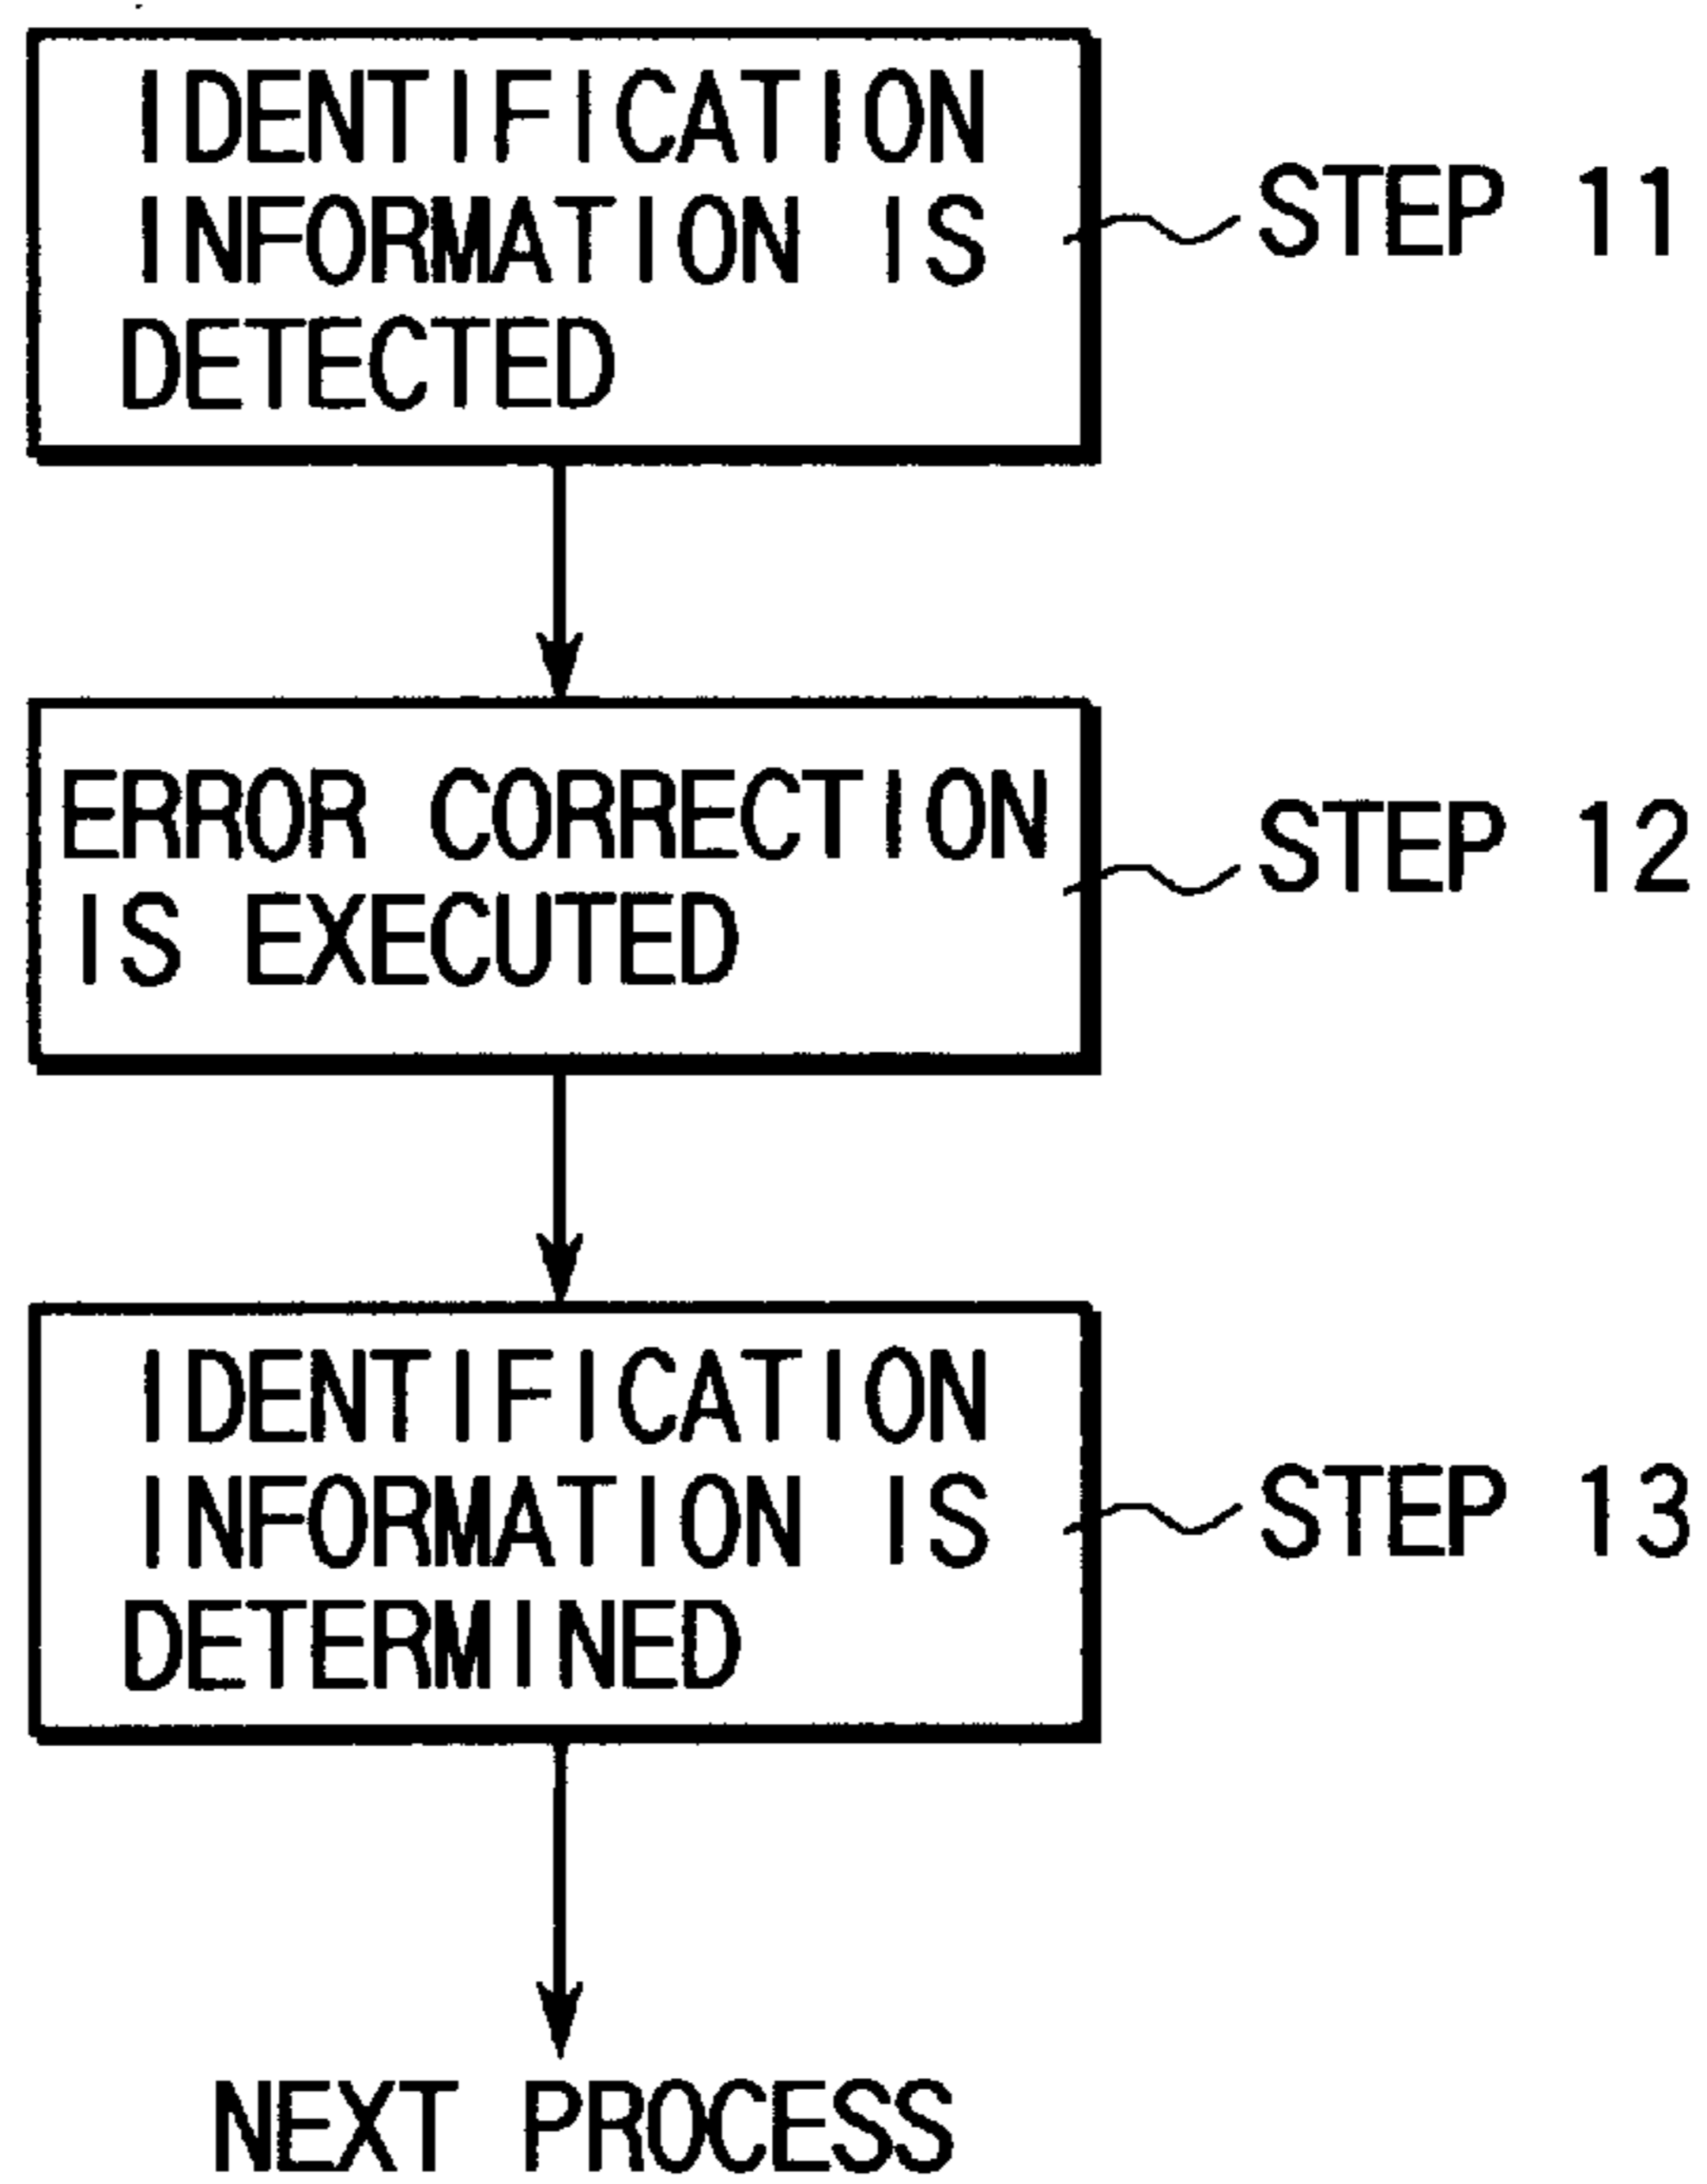 IDENTIFICATION
INFORMATION IS
DETECTED
STEP 11
ERROR CORRECTION
IS EXECUTED
STEP 12
IDENTIFICATION
INFORMATION IS
DETERMINED
STEP 13
NEXT PROCESS